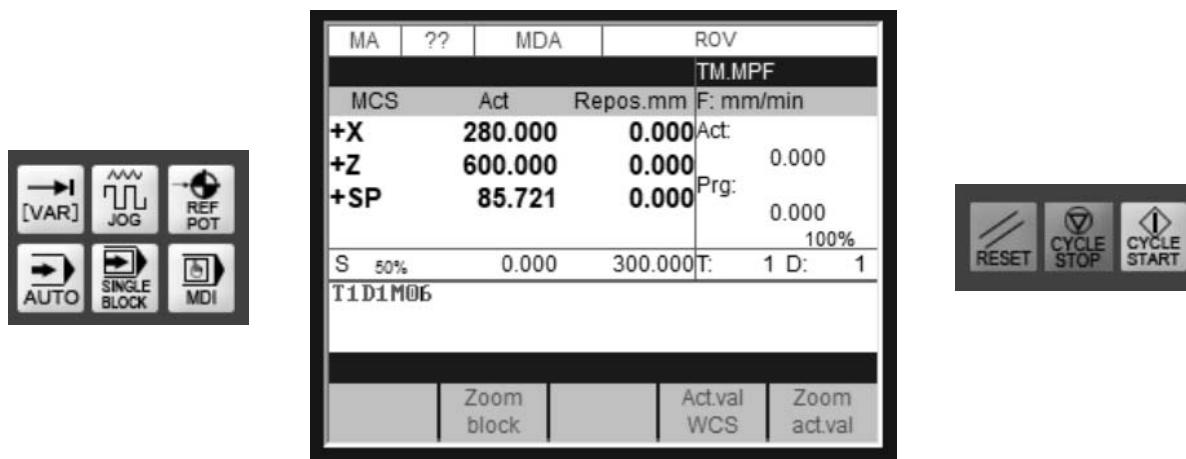 [VAR] JOG REF POT
AUTO SINGLE BLOCK MDI
MA ?? MDA ROV
TM.MPF
MCS Act Repos.mm F: mm/min
+X 280.000 0.000 Act:
0.000
+Z 600.000 0.000
Prg:
+SP 85.721 0.000
0.000
100%
S 50% 0.000 300.000 T: 1 D: 1
T1D1M06
Zoom block Act.val WCS Zoom act.val
RESET CYCLE STOP CYCLE START